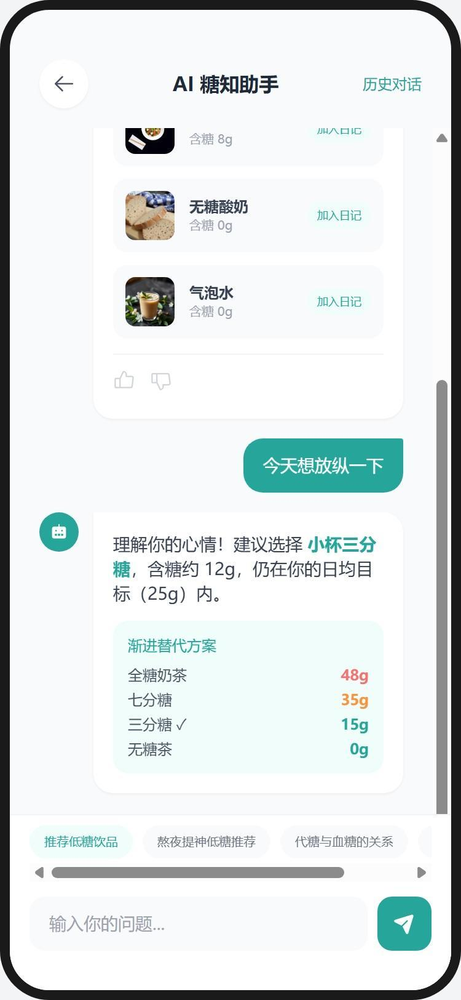 AI 糖知助手
历史对话
含糖 8g
加入日记
无糖酸奶
含糖 0g
加入日记
气泡水
含糖 0g
加入日记
今天想放纵一下
理解你的心情！建议选择 小杯三分
糖，含糖约 12g，仍在你的日均目
标（25g）内。
渐进替代方案
全糖奶茶 48g
七分糖 35g
三分糖 ✓ 15g
无糖茶 0g
推荐低糖饮品
熬夜提神低糖推荐
代糖与血糖的关系
输入你的问题...